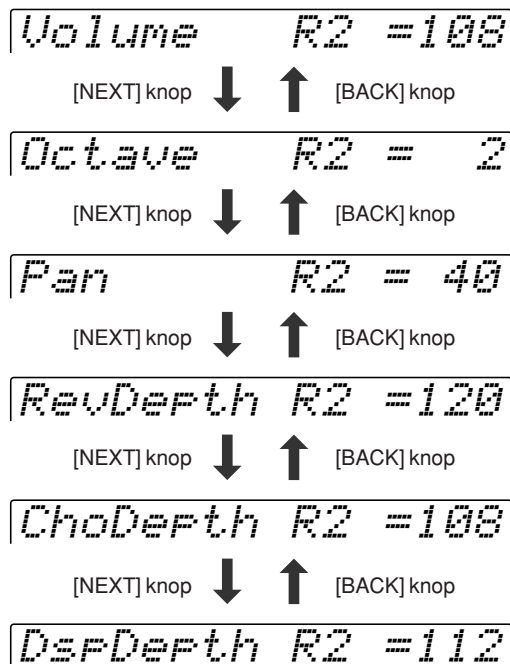 Volume R2 =108
[NEXT] knop [BACK] knop
Octave R2 = 2
[NEXT] knop [BACK] knop
Pan R2 = 40
[NEXT] knop [BACK] knop
RevDepth R2 =120
[NEXT] knop [BACK] knop
ChoDepth R2 =108
[NEXT] knop [BACK] knop
DspDepth R2 =112